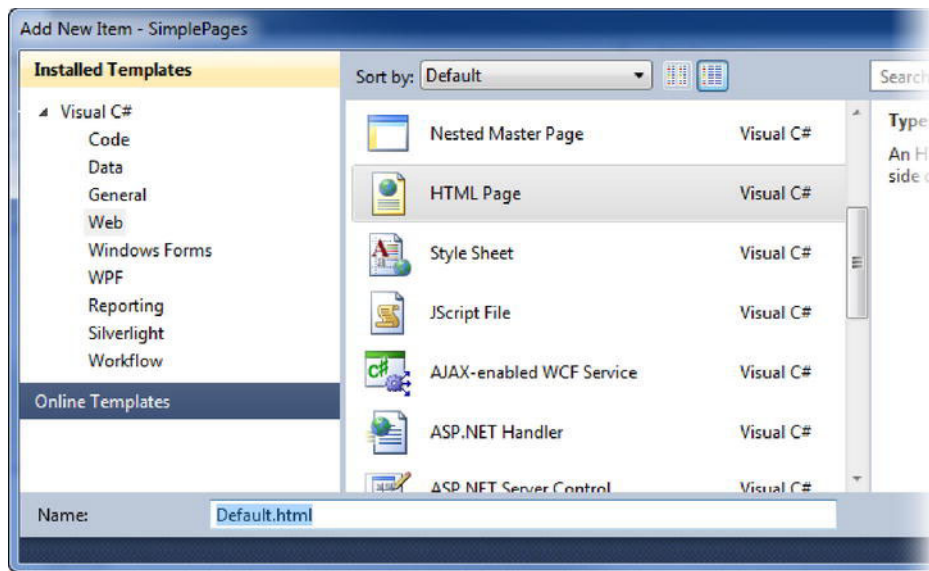 Add New Item - SimplePages
Installed Templates
Visual C#
Code
Data
General
Web
Windows Forms
WPF
Reporting
Silverlight
Workflow
Online Templates
Sort by: Default
Search
Nested Master Page Visual C#
HTML Page Visual C#
Style Sheet Visual C#
JScript File Visual C#
AJAX-enabled WCF Service Visual C#
ASP.NET Handler Visual C#
ASP.NET Server Control Visual C#
Type
An H
side
Name: Default.html